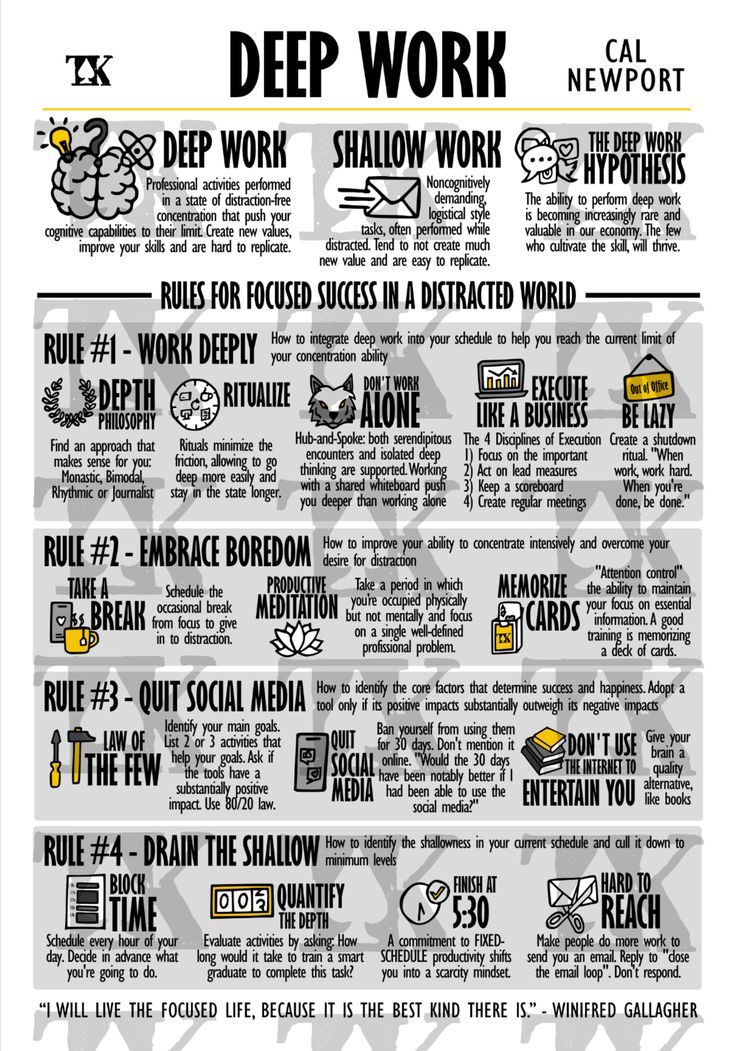 TK
DEEP WORK
CAL
NEWPORT
DEEP WORK
Professional activities performed
in a state of distraction-free
concentration that push your
cognitive capabilities to their limit. Create new values,
improve your skills and are hard to replicate.
SHALLOW WORK
Noncognitively
demanding,
logistical style
tasks, often performed while
distracted. Tend to not create much
new value and are easy to replicate.
THE DEEP WORK
HYPOTHESIS
The ability to perform deep work
is becoming increasingly rare and
valuable in our economy. The few
who cultivate the skill, will thrive.
RULES FOR FOCUSED SUCCESS IN A DISTRACTED WORLD
RULE #1 - WORK DEEPLY
How to integrate deep work into your schedule to help you reach the current limit of
your concentration ability
DEPTH
PHILOSOPHY
Find an approach that
makes sense for you:
Monastic, Bimodal,
Rhythmic or Journalist
RITUALIZE
Rituals minimize the
friction, allowing to go
deep more easily and
stay in the state longer.
DON'T WORK
ALONE
Hub-and-Spoke: both serendipitous
encounters and isolated deep
thinking are supported. Working
with a shared whiteboard push
you deeper than working alone
EXECUTE
LIKE A BUSINESS
The 4 Disciplines of Execution
1) Focus on the important
2) Act on lead measures
3) Keep a scoreboard
4) Create regular meetings
Out of Office
BE LAZY
Create a shutdown
ritual. "When
work, work hard.
When you're
done, be done."
RULE #2 - EMBRACE BOREDOM
How to improve your ability to concentrate intensively and overcome your
desire for distraction
TAKE A
BREAK
Schedule the
occasional break
from focus to give
in to distraction.
PRODUCTIVE
MEDITATION
Take a period in which
you're occupied physically
but not mentally and focus
on a single well-defined
profissional problem.
MEMORIZE
CARDS
TK
"Attention control"
the ability to maintain
your focus on essential
information. A good
training is memorizing
a deck of cards.
RULE #3 - QUIT SOCIAL MEDIA
How to identify the core factors that determine success and happiness. Adopt a
tool only if its positive impacts substantially outweigh its negative impacts
LAW OF
THE FEW
Identify your main goals.
List 2 or 3 activities that
help your goals. Ask if
the tools have a
substantially positive
impact. Use 80/20 law.
QUIT
SOCIAL
MEDIA
Ban yourself from using them
for 30 days. Don't mention it
online. "Would the 30 days
have been notably better if I
had been able to use the
social media?"
DON'T USE
THE INTERNET TO
ENTERTAIN YOU
Give your
brain a
quality
alternative,
like books
RULE #4 - DRAIN THE SHALLOW
How to identify the shallowness in your current schedule and cull it down to
minimum levels
BLOCK
TIME
Schedule every hour of your
day. Decide in advance what
you're going to do.
QUANTIFY
THE DEPTH
Evaluate activities by asking: How
long would it take to train a smart
graduate to complete this task?
FINISH AT
5:30
A commitment to FIXED-
SCHEDULE productivity shifts
you into a scarcity mindset.
HARD TO
REACH
Make people do more work to
send you an email. Reply to "close
the email loop". Don't respond.
"I WILL LIVE THE FOCUSED LIFE, BECAUSE IT IS THE BEST KIND THERE IS." - WINIFRED GALLAGHER